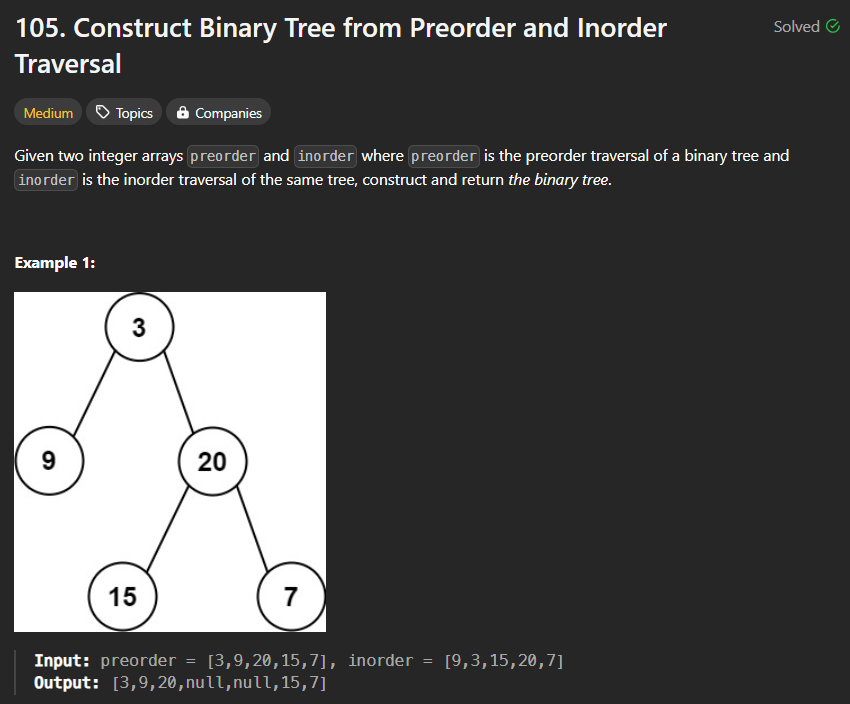 105. Construct Binary Tree from Preorder and Inorder
Traversal
Solved
Medium
Topics
Companies
Given two integer arrays preorder and inorder where preorder is the preorder traversal of a binary tree and
inorder is the inorder traversal of the same tree, construct and return the binary tree.
Example 1:
3
9
20
15
7
Input: preorder = [3,9,20,15,7], inorder = [9,3,15,20,7]
Output: [3,9,20,null,null,15,7]